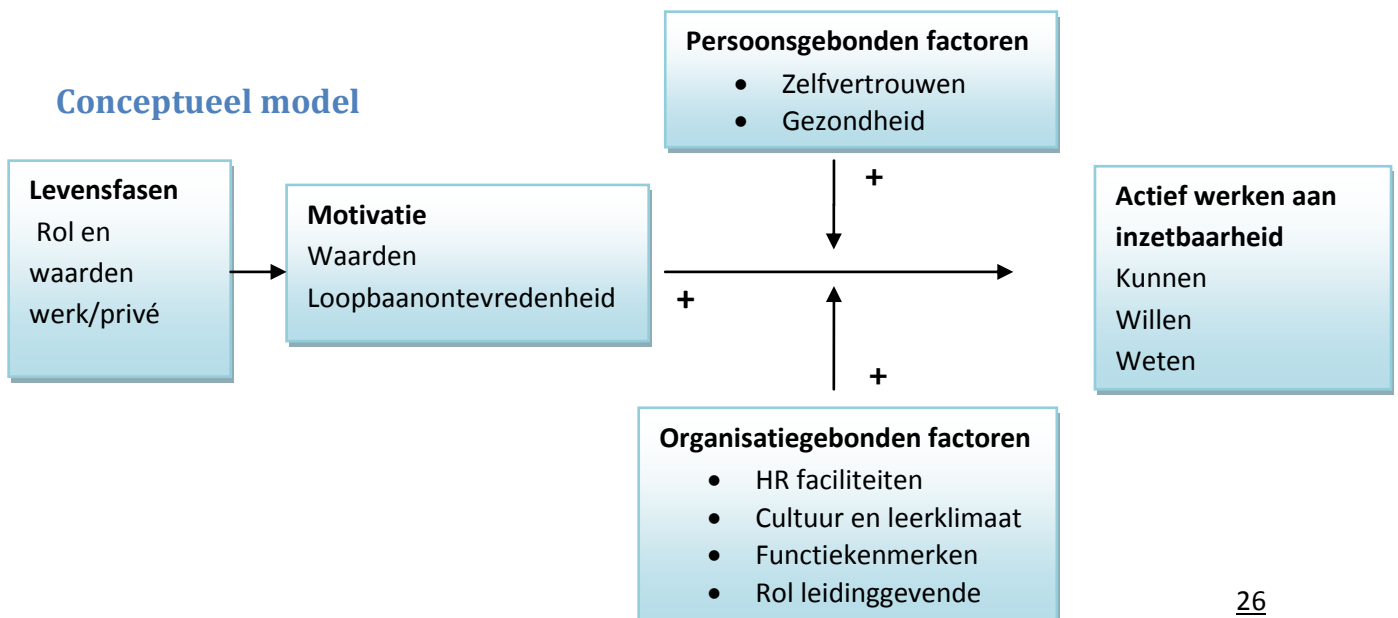 Conceptueel model
Persoonsgebonden factoren
• Zelfvertrouwen
• Gezondheid
+
Levensfasen
Rol en
waarden
werk/privé
Motivatie
Waarden
Loopbaanontevredenheid
+
Actief werken aan
inzetbaarheid
Kunnen
Willen
Weten
+
Organisatiegebonden factoren
• HR faciliteiten
• Cultuur en leerklimaat
• Functiekenmerken
• Rol leidinggevende
26